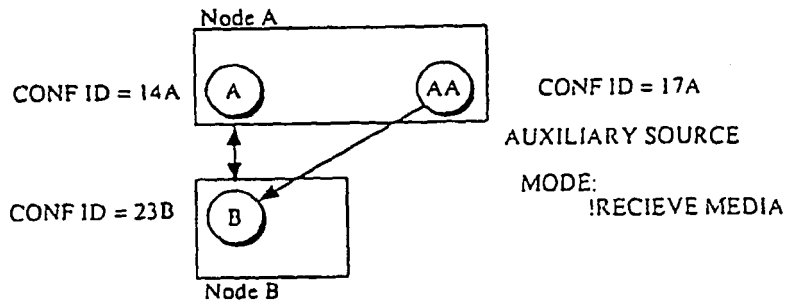 Node A
CONF ID = 14A
A
AA
CONF ID = 17A
AUXILIARY SOURCE
MODE:
!RECIEVE MEDIA
CONF ID = 23B
B
Node B